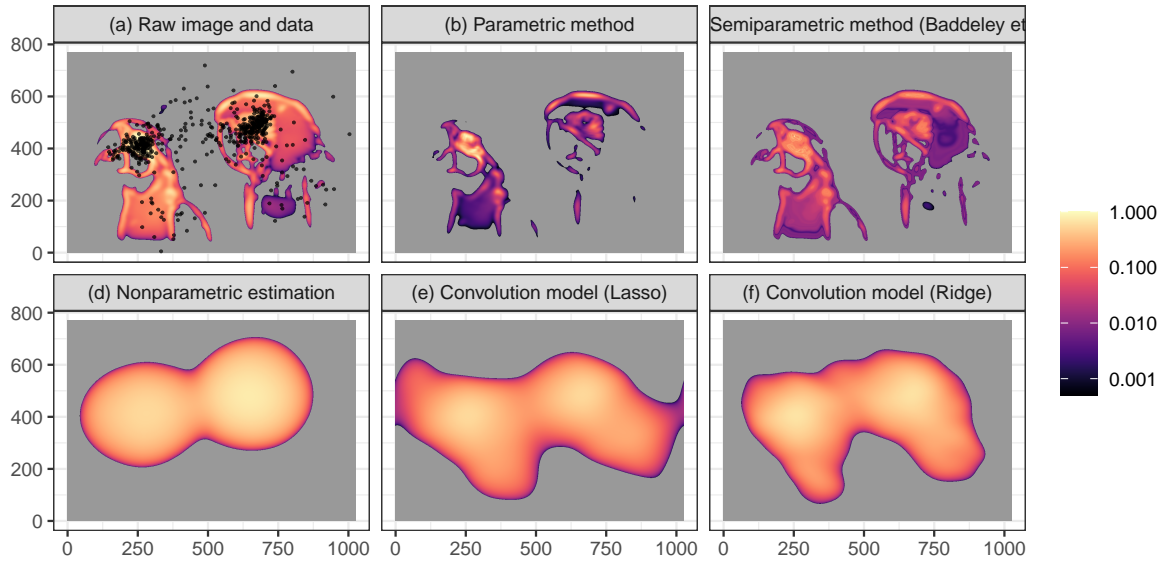 (a) Raw image and data
(b) Parametric method
Semiparametric method (Baddeley et
800
600
400
200
0
(d) Nonparametric estimation
(e) Convolution model (Lasso)
(f) Convolution model (Ridge)
800
600
400
200
0
0 250 500 750 1000
0 250 500 750 1000
0 250 500 750 1000
1.000
0.100
0.010
0.001